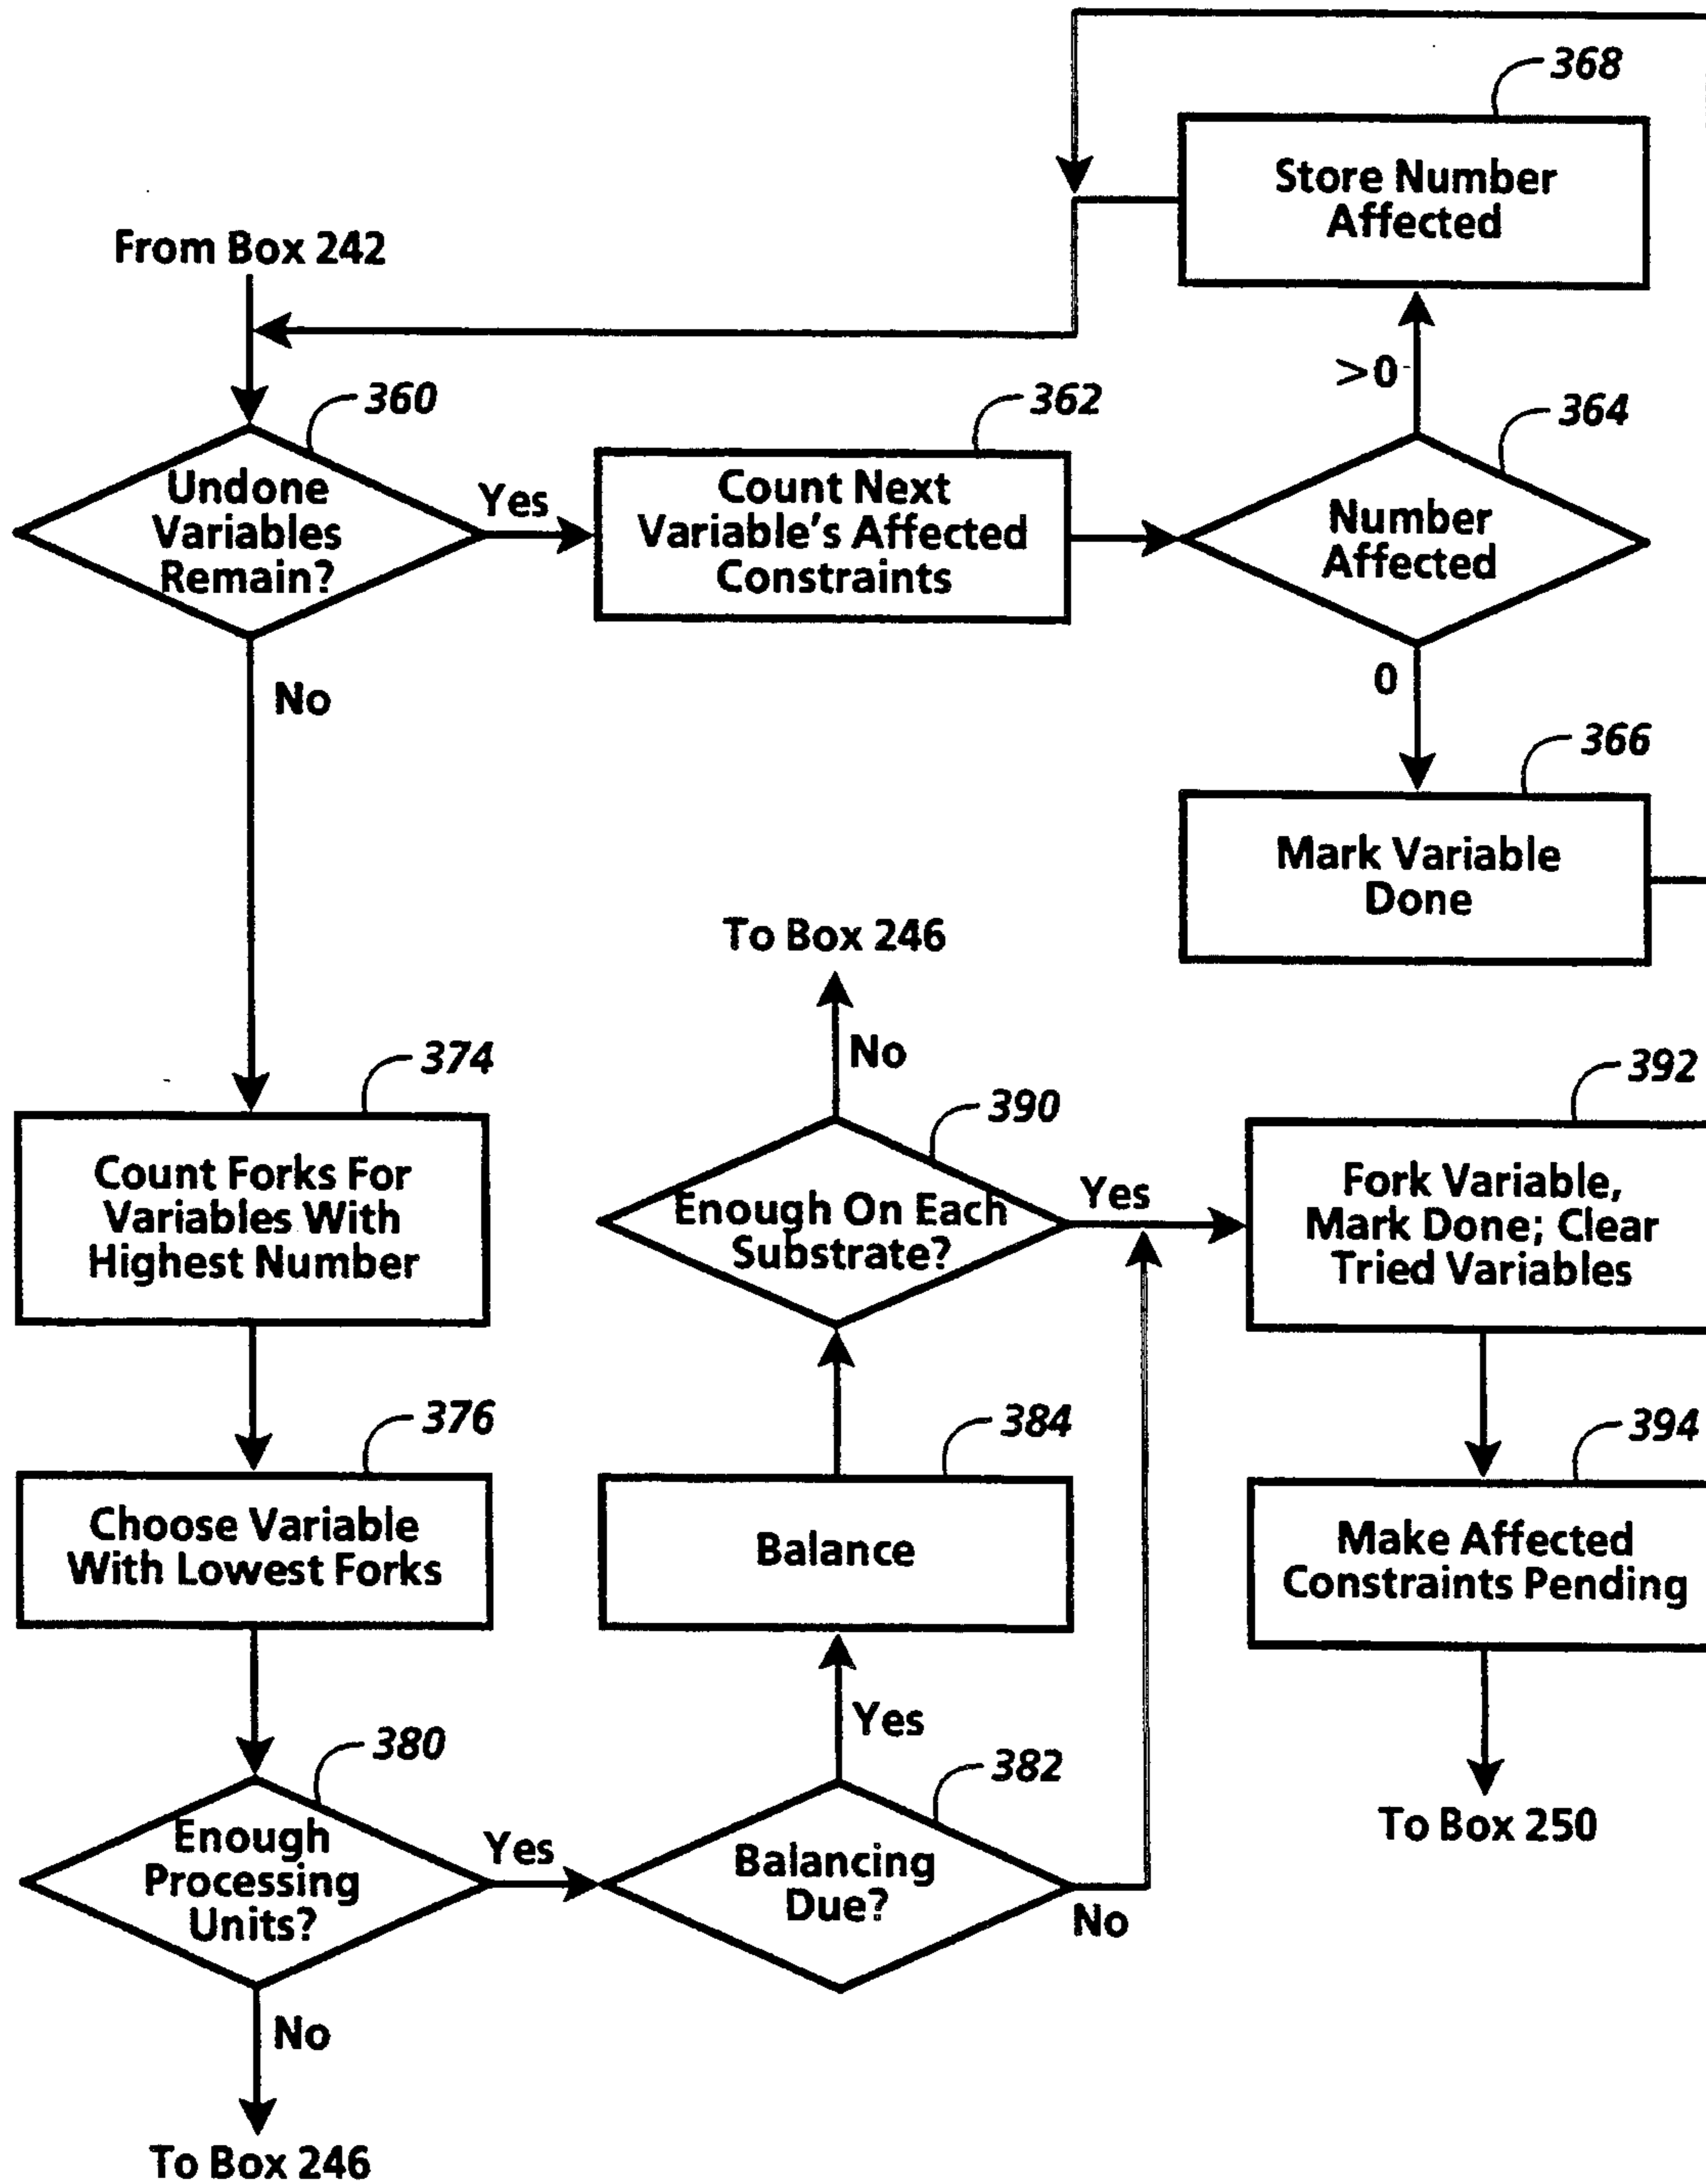 368
Store Number
Affected
From Box 242
>0
360
362
364
Undone
Variables
Remain?
Yes
Count Next
Variable's Affected
Constraints
Number
Affected
No
0
366
Mark Variable
Done
To Box 246
No
374
390
392
Count Forks For
Variables With
Highest Number
Enough On Each
Substrate?
Yes
Fork Variable,
Mark Done; Clear
Tried Variables
376
384
394
Choose Variable
With Lowest Forks
Balance
Make Affected
Constraints Pending
Yes
380
382
Enough
Processing
Units?
Yes
Balancing
Due?
No
To Box 250
No
To Box 246